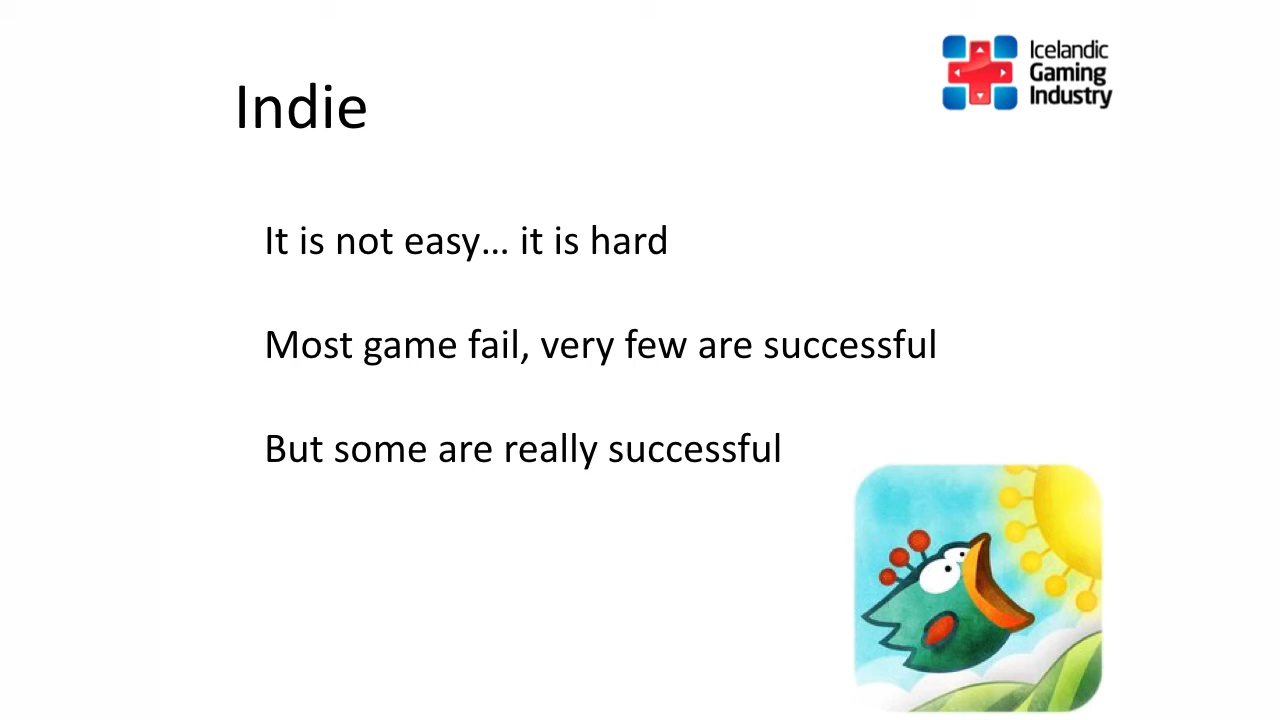 Icelandic
Gaming
Industry
Indie
It is not easy… it is hard
Most game fail, very few are successful
But some are really successful